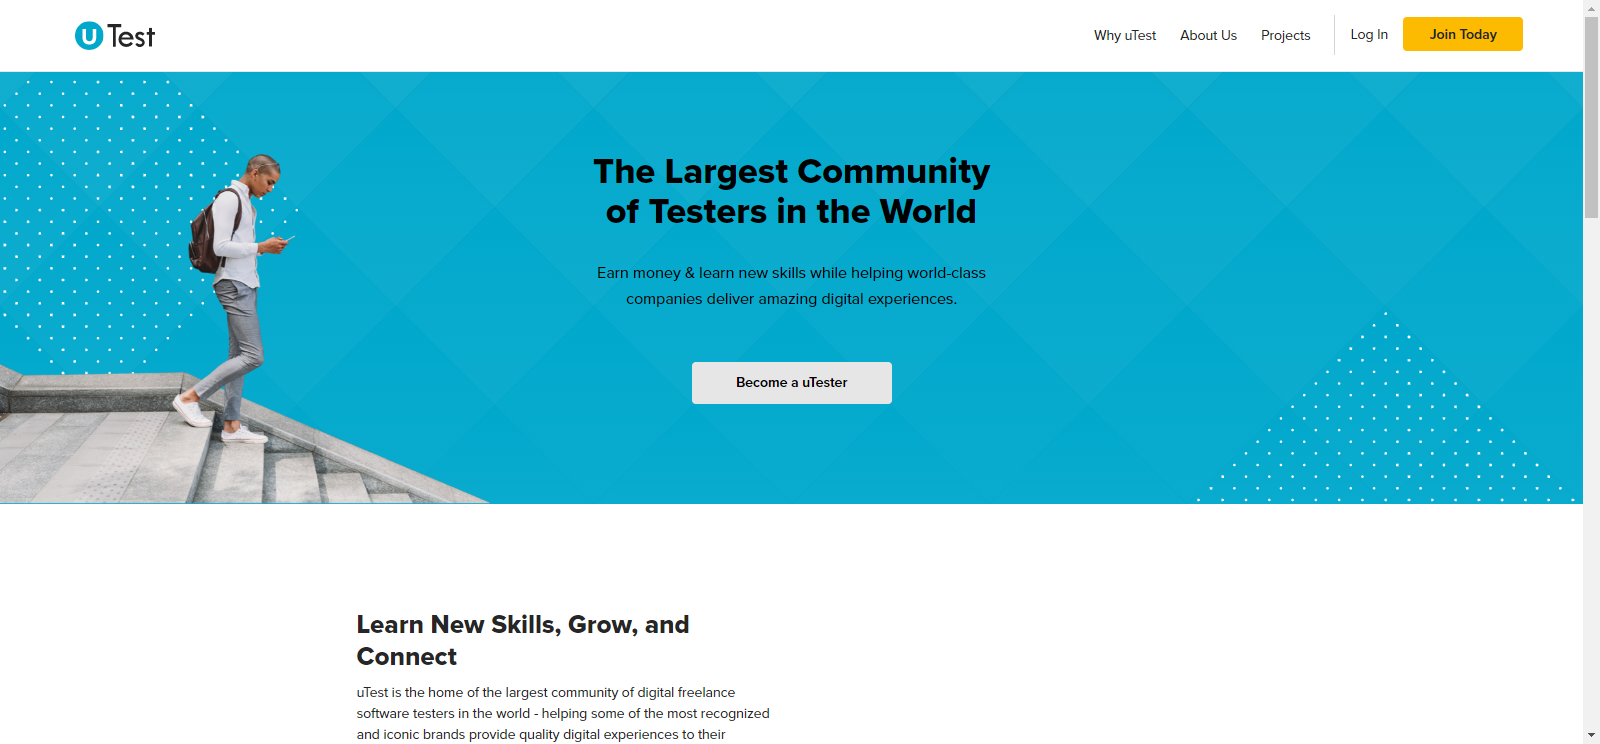 uTest
Why uTest
About Us
Projects
Log In
Join Today
The Largest Community
of Testers in the World
Earn money & learn new skills while helping world-class
companies deliver amazing digital experiences.
Become a uTester
Learn New Skills, Grow, and
Connect
uTest is the home of the largest community of digital freelance
software testers in the world - helping some of the most recognized
and iconic brands provide quality digital experiences to their